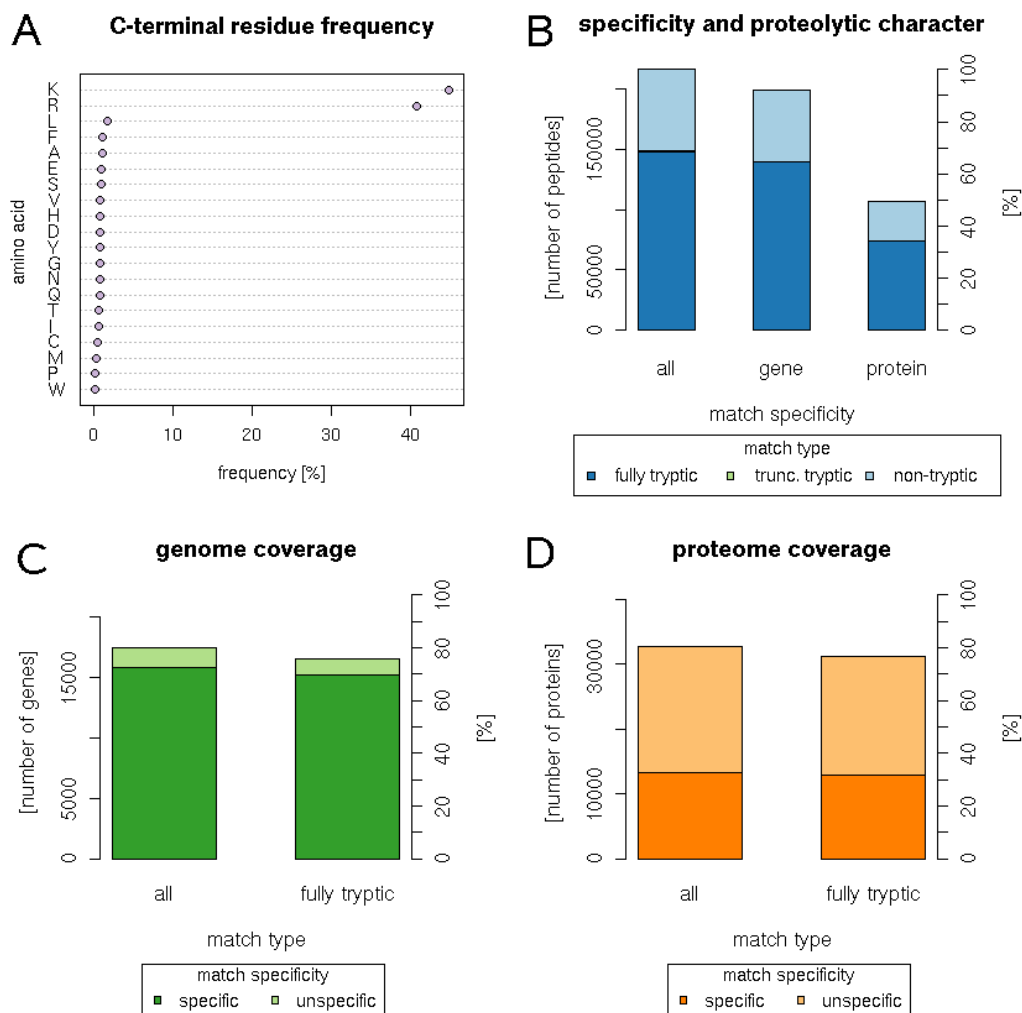 A
C-terminal residue frequency
amino acid
K
R
L
F
A
E
S
V
H
D
Y
G
N
Q
T
I
C
M
P
W
0 10 20 30 40
frequency [%]
B
specificity and proteolytic character
[number of peptides]
0 50000 150000
0 20 40 60 80 100
[%]
all gene protein
match specificity
match type
fully tryptic trunc. tryptic non-tryptic
C
genome coverage
[number of genes]
0 5000 15000
0 20 40 60 80 100
[%]
all fully tryptic
match type
match specificity
specific unspecific
D
proteome coverage
[number of proteins]
0 10000 30000
0 20 40 60 80 100
[%]
all fully tryptic
match type
match specificity
specific unspecific